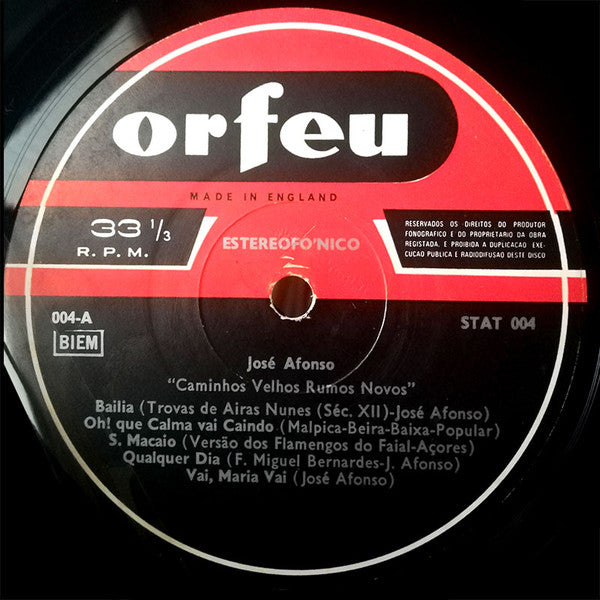 orfeu
MADE IN ENGLAND
33 1/3
R. P. M.
ESTEREOFO'NICO
RESERVADOS OS DIREITOS DO PRODUTOR
FONOGRAFICO E DO PROPRIETARIO DA OBRA
REGISTADA. E PROIBIDA A DUPLICACAO EXE-
CUCAO PUBLICA E RADIODIFUSAO DESTE DISCO
004-A
BIEM
STAT 004
José Afonso
"Caminhos Velhos Rumos Novos"
Bailia (Trovas de Airas Nunes (Séc. XII)-José Afonso)
Oh! que Calma vai Caindo (Malpica-Beira-Baixa-Popular)
S. Macaio (Versão dos Flamengos do Faial-Açores)
Qualquer Dia (F. Miguel Bernardes-J. Afonso)
Vai, Maria Vai (José Afonso)